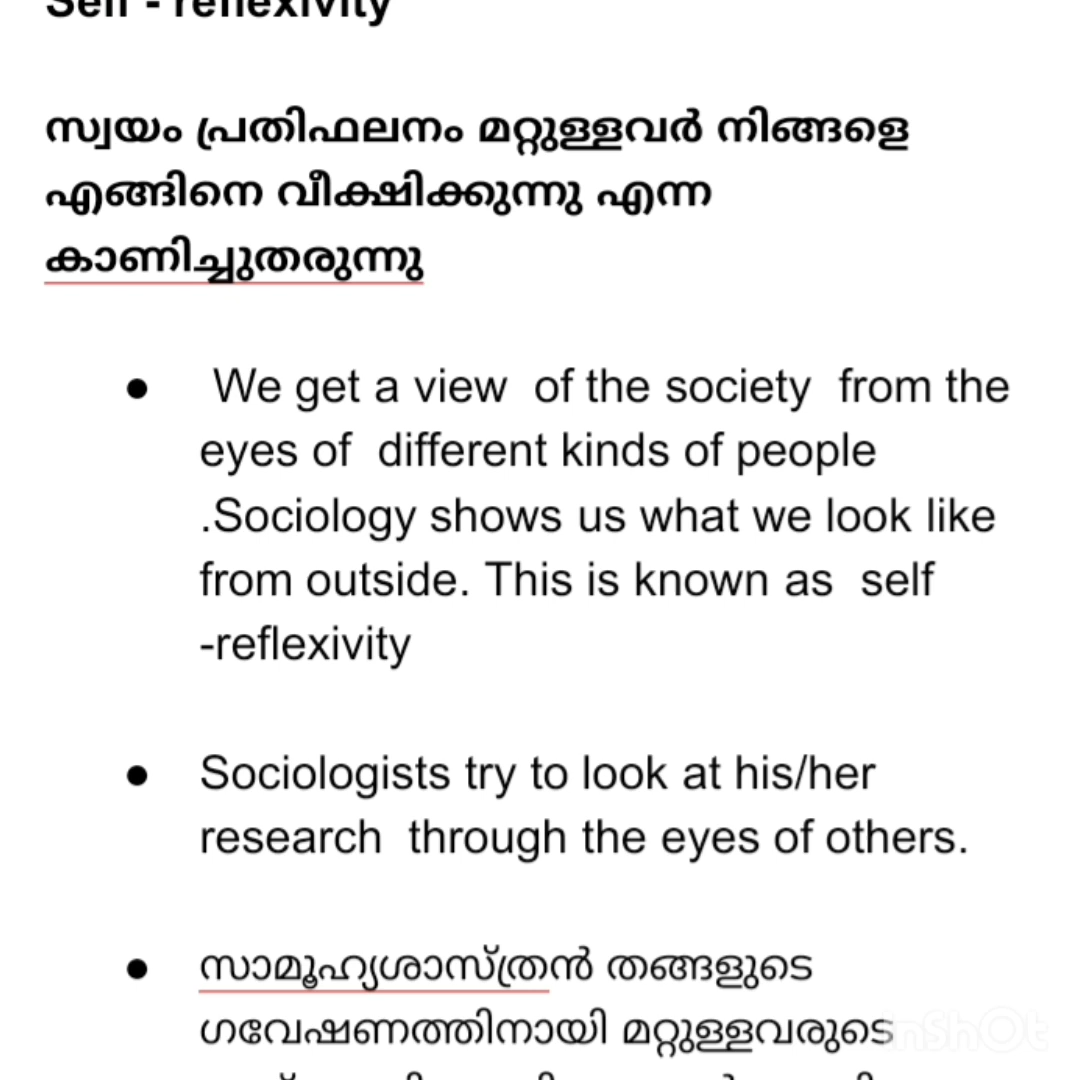 Self - reflexivity
സ്വയം പ്രതിഫലനം മറ്റുള്ളവർ നിങ്ങളെ
എങ്ങിനെ വീക്ഷിക്കുന്നു എന്ന
കാണിച്ചുതരുന്നു
● We get a view of the society from the
eyes of different kinds of people
.Sociology shows us what we look like
from outside. This is known as self
-reflexivity
● Sociologists try to look at his/her
research through the eyes of others.
● സാമൂഹ്യശാസ്ത്രൻ തങ്ങളുടെ
ഗവേഷണത്തിനായി മറ്റുള്ളവരുടെ
InShOt